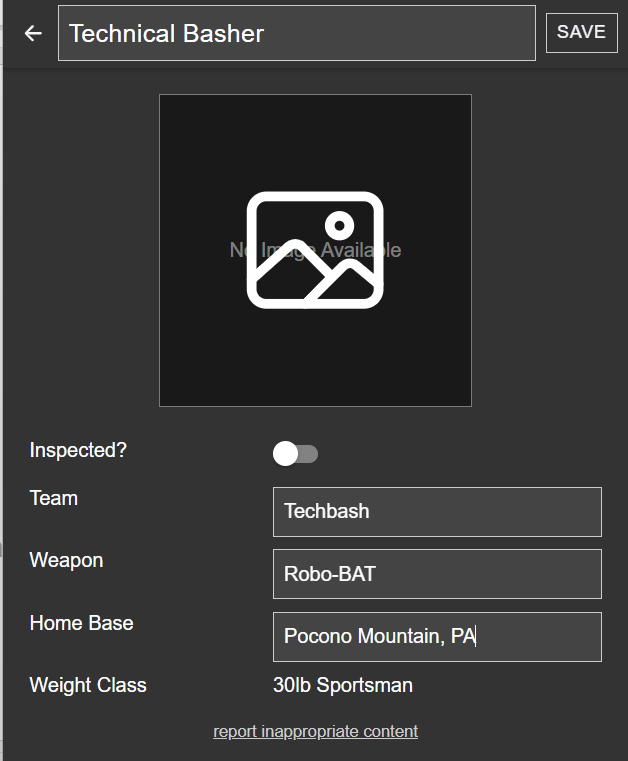 Technical Basher
SAVE
No Image Available
Inspected?
Team
Techbash
Weapon
Robo-BAT
Home Base
Pocono Mountain, PA
Weight Class
30lb Sportsman
report inappropriate content